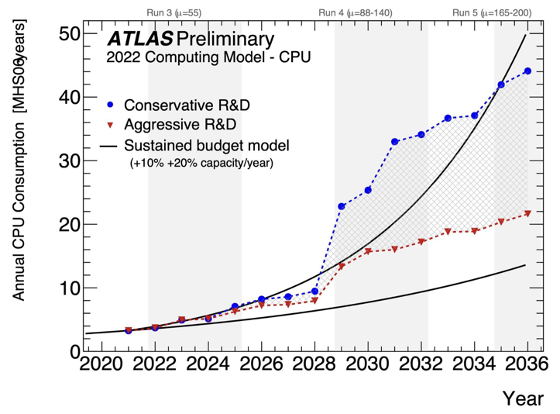 Run 3 (μ=55)
Run 4 (μ=88-140)
Run 5 (μ=165-200)
ATLAS Preliminary
2022 Computing Model - CPU
Conservative R&D
Aggressive R&D
Sustained budget model
(+10% +20% capacity/year)
Annual CPU Consumption [MHS06years]
50
40
30
20
10
0
2020 2022 2024 2026 2028 2030 2032 2034 2036
Year